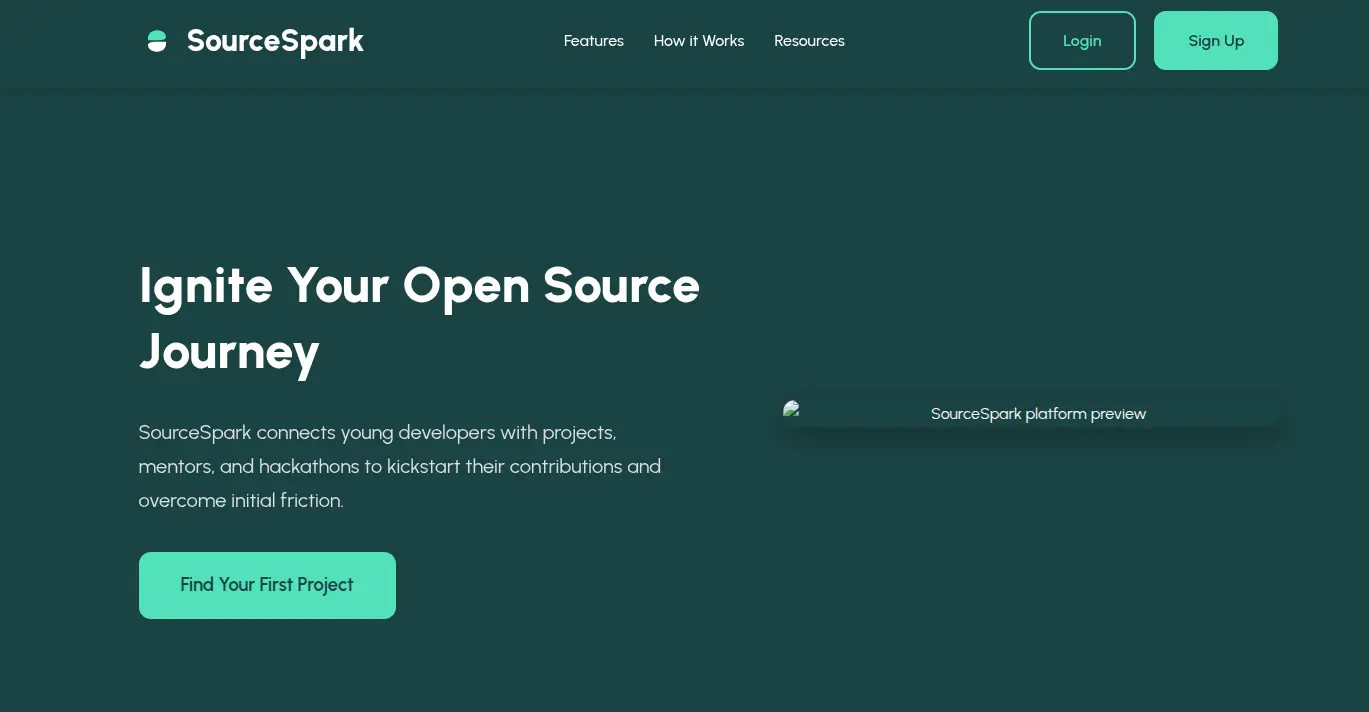 SourceSpark
Features
How it Works
Resources
Login
Sign Up
Ignite Your Open Source
Journey
SourceSpark connects young developers with projects,
mentors, and hackathons to kickstart their contributions and
overcome initial friction.
Find Your First Project
SourceSpark platform preview